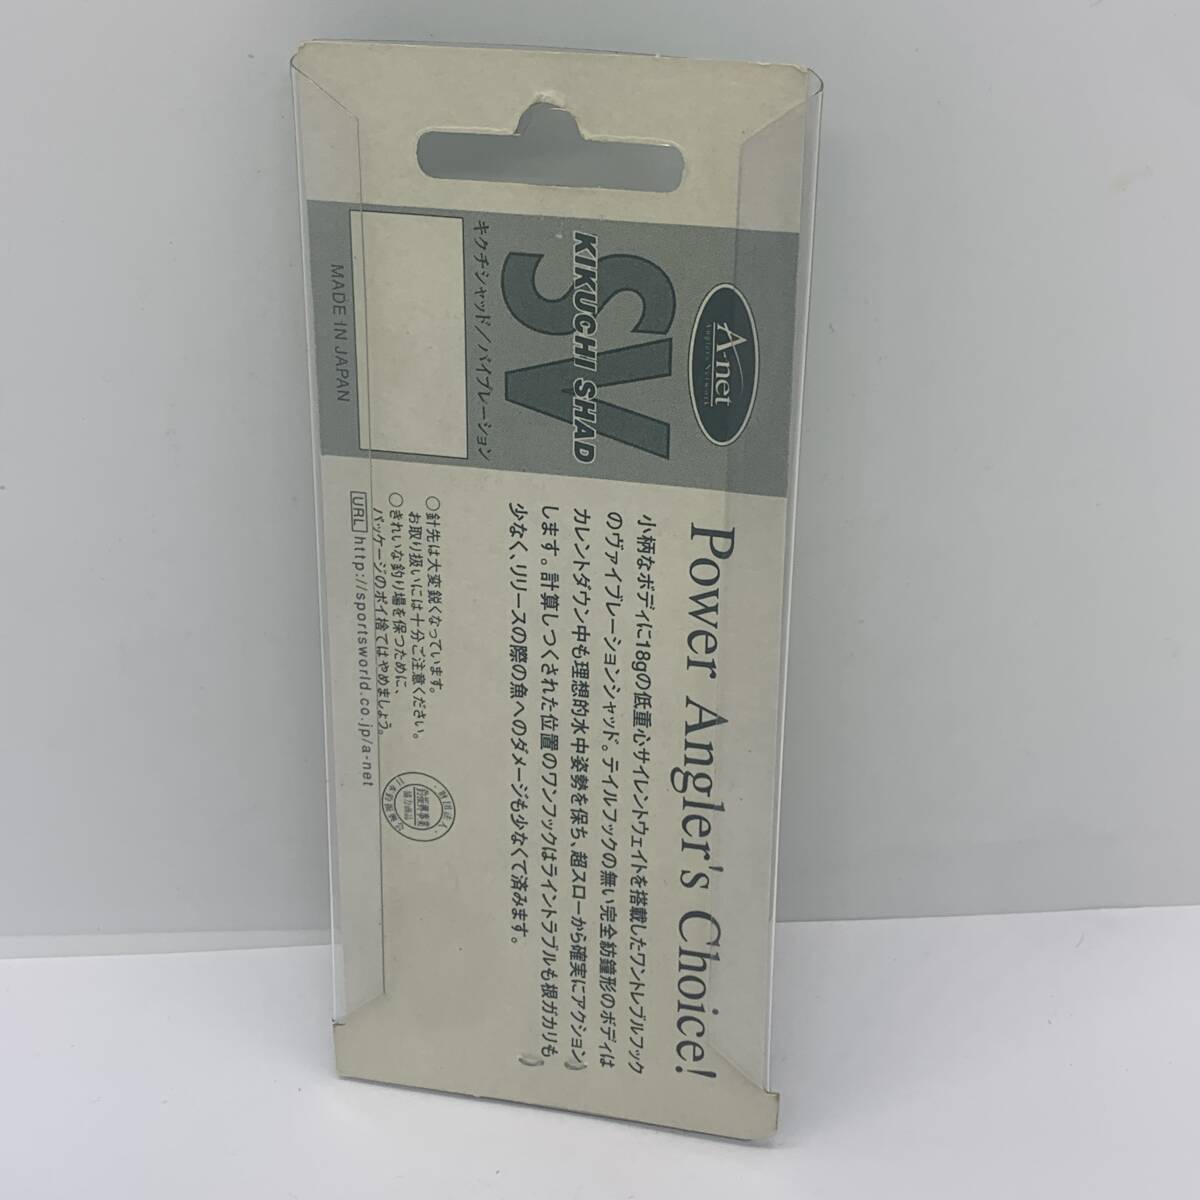 A-net
Anglers Network
SV
KIKUCHI SHAD
キクチシャッド/バイブレーション
MADE IN JAPAN
Power Angler's Choice!
小柄なボディに18gの低重心サイレントウェイトを搭載したワントレブルフック
のヴァイブレーションシャッド。テイルフックの無い完全紡錘形のボディは
カレントダウン中も理想的水中姿勢を保ち、超スローから確実にアクション
します。計算しつくされた位置のワンフックはライントラブルも根ガカリも
少なく、リリースの際の魚へのダメージも少なくて済みます。
○針先は大変鋭くなっています。
お取り扱いには十分ご注意ください。
○きれいな釣り場を保つために、
パッケージのポイ捨てはやめましょう。
URL http://sportsworld.co.jp/a-net
釣振興事業
協力商品